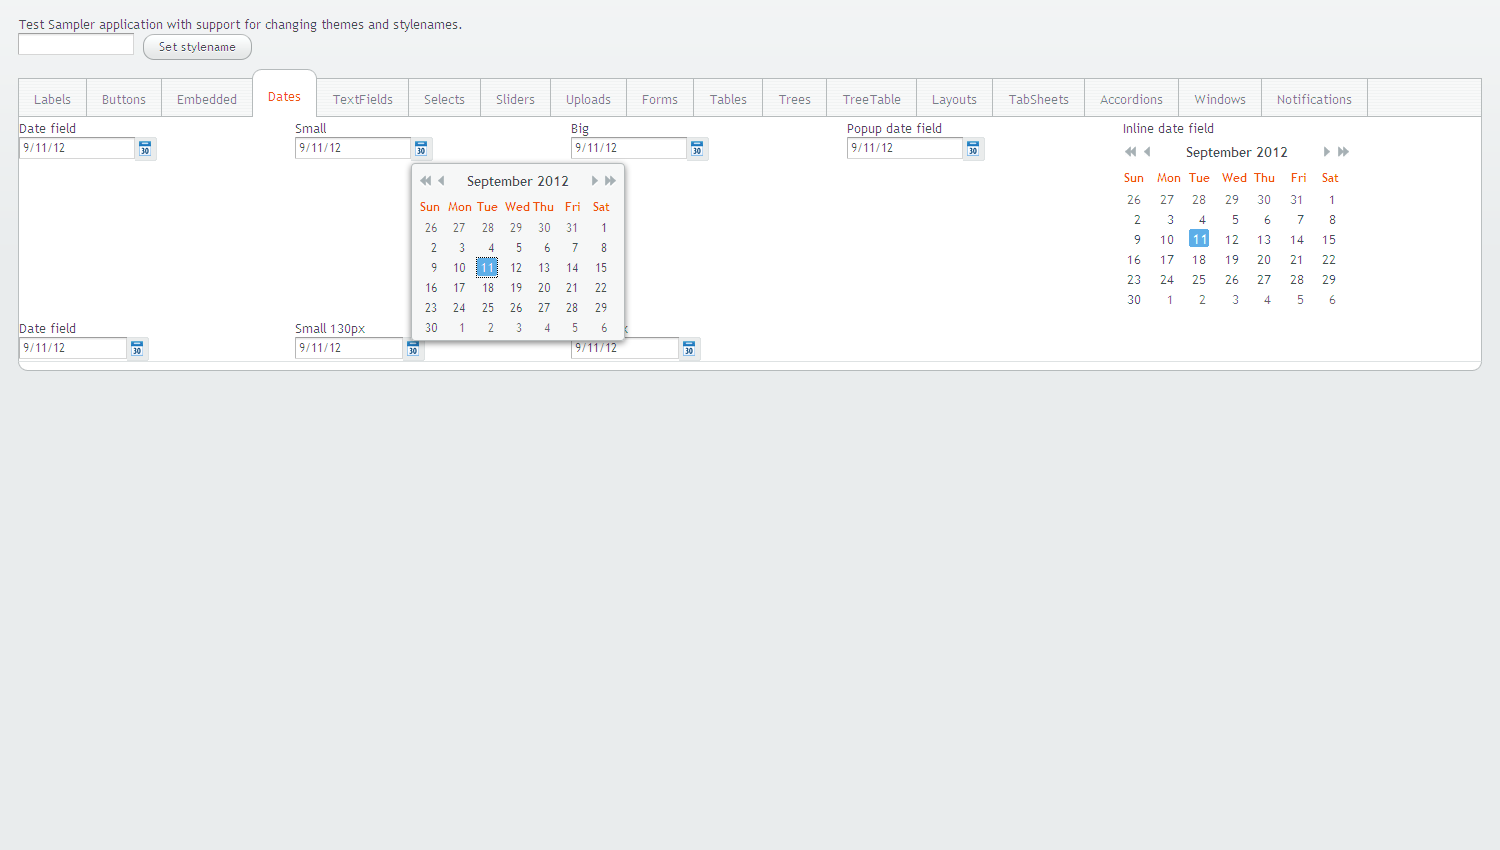 Test Sampler application with support for changing themes and stylenames.
Set stylename
Labels Buttons Embedded Dates TextFields Selects Sliders Uploads Forms Tables Trees TreeTable Layouts TabSheets Accordions Windows Notifications
Date field Small Big Popup date field Inline date field
9/11/12 30 9/11/12 30 9/11/12 30 9/11/12 30
September 2012
Sun Mon Tue Wed Thu Fri Sat
26 27 28 29 30 31 1
2 3 4 5 6 7 8
9 10 11 12 13 14 15
16 17 18 19 20 21 22
23 24 25 26 27 28 29
30 1 2 3 4 5 6
September 2012
Sun Mon Tue Wed Thu Fri Sat
26 27 28 29 30 31 1
2 3 4 5 6 7 8
9 10 11 12 13 14 15
16 17 18 19 20 21 22
23 24 25 26 27 28 29
30 1 2 3 4 5 6
Date field Small 130px
9/11/12 30 9/11/12 30 9/11/12 30